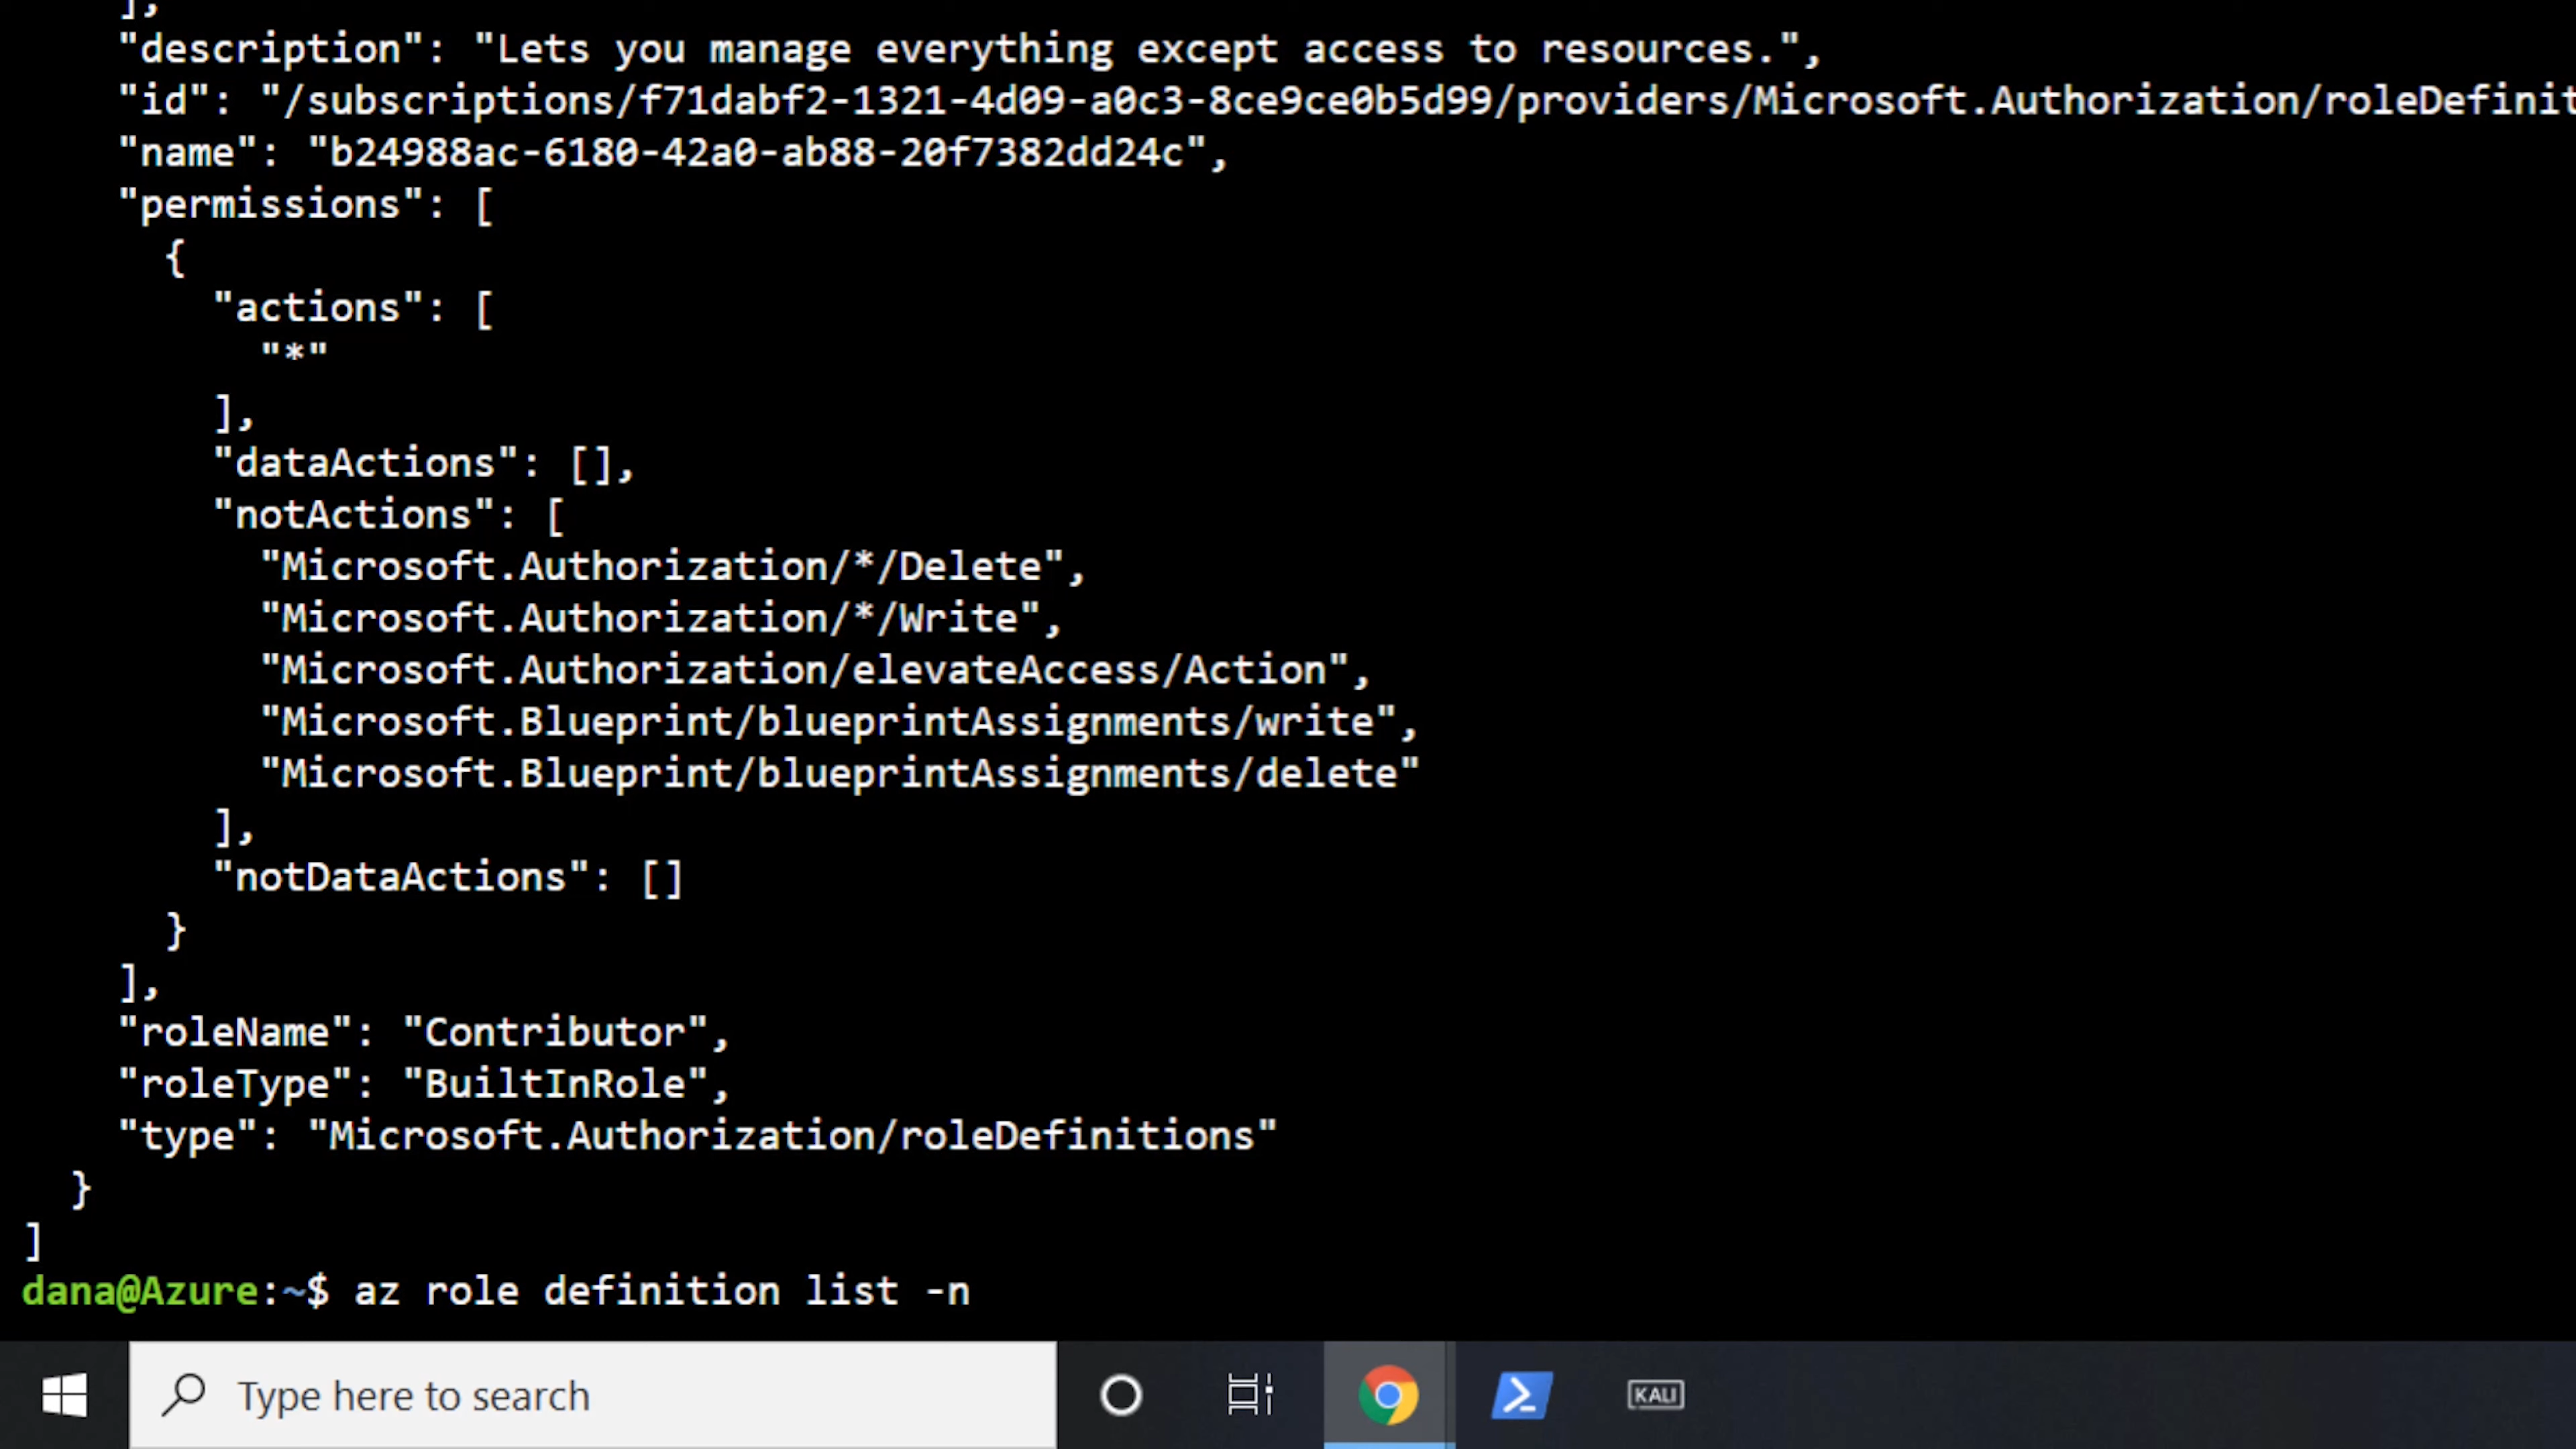 ],
"description": "Lets you manage everything except access to resources.",
"id": "/subscriptions/f71dabf2-1321-4d09-a0c3-8ce9ce0b5d99/providers/Microsoft.Authorization/roleDefinit
"name": "b24988ac-6180-42a0-ab88-20f7382dd24c",
"permissions": [
{
"actions": [
"*"
],
"dataActions": [],
"notActions": [
"Microsoft.Authorization/*/Delete",
"Microsoft.Authorization/*/Write",
"Microsoft.Authorization/elevateAccess/Action",
"Microsoft.Blueprint/blueprintAssignments/write",
"Microsoft.Blueprint/blueprintAssignments/delete"
],
"notDataActions": []
}
],
"roleName": "Contributor",
"roleType": "BuiltInRole",
"type": "Microsoft.Authorization/roleDefinitions"
}
]
dana@Azure:~$ az role definition list -n
Type here to search
KALI